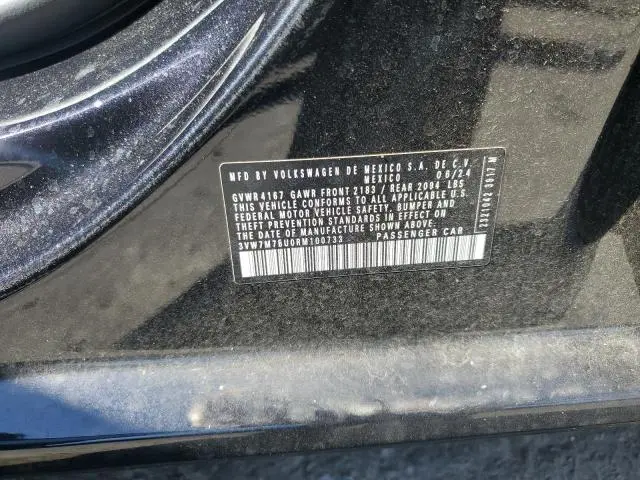 MFD BY VOLKSWAGEN DE MEXICO S.A. DE C.V.
MEXICO 06/24
GVWR 4167 GAWR FRONT 2183 / REAR 2094 LBS
THIS VEHICLE CONFORMS TO ALL APPLICABLE U.S.
FEDERAL MOTOR VEHICLE SAFETY, BUMPER AND
THEFT PREVENTION STANDARDS IN EFFECT ON
THE DATE OF MANUFACTURE SHOWN ABOVE.
3VW7M7BU0RM100733 PASSENGER CAR